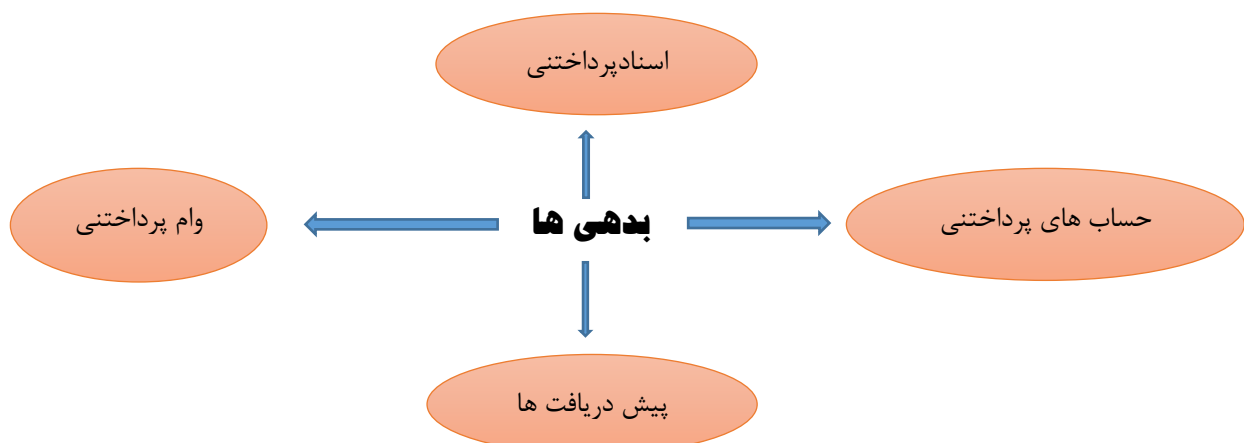 اسنادپرداختنی
حساب های پرداختنی
بدهی ها
وام پرداختنی
پیش دریافت ها